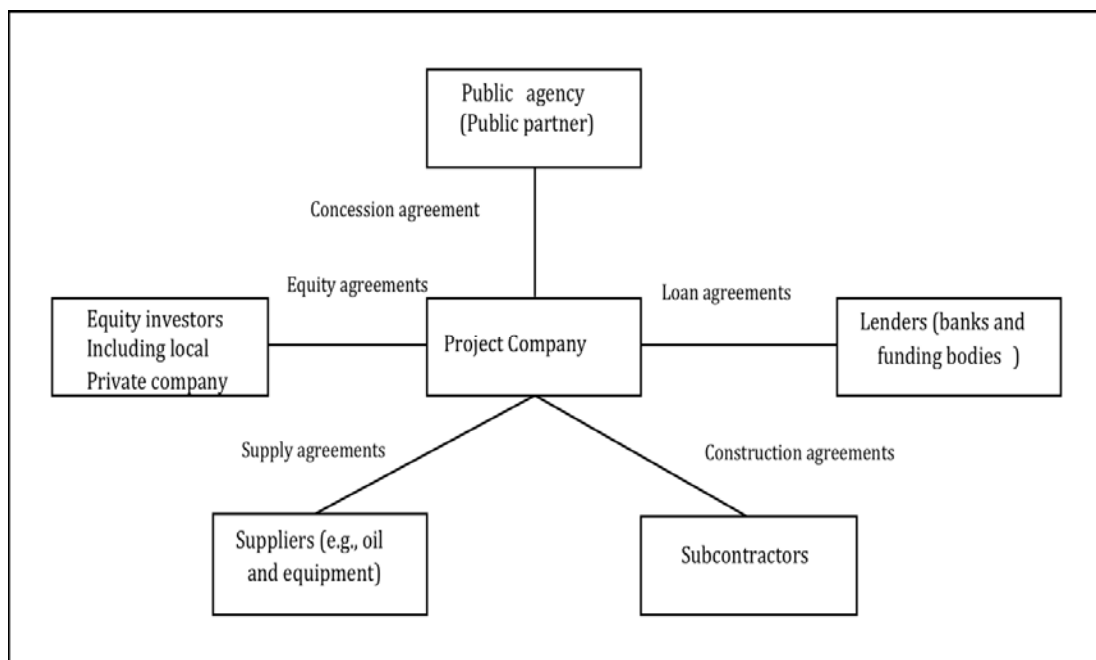 Public agency
(Public partner)
Concession agreement
Equity agreements
Loan agreements
Equity investors
Including local
Private company
Project Company
Lenders (banks and
funding bodies )
Supply agreements
Construction agreements
Suppliers (e.g., oil
and equipment)
Subcontractors